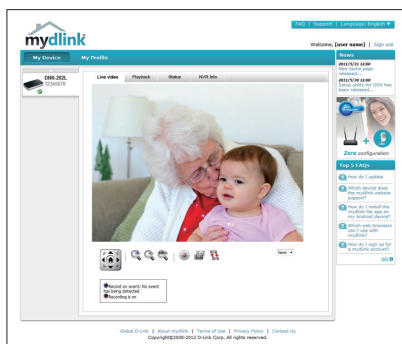 FAQ | Support | Language: English ▼
mydlink
Welcome, [user name] | Sign out
My Device
My Profile
DNR-202L
12345678
Live video
Playback
Status
NVR Info
None
Record on event: No event
has being detected
Recording is on
News
2011/5/31 12:00
New home page
released...
2011/5/30 12:00
Setup utility for OSX has
been released...
Zero configuration
Top 5 FAQs
How do I update
Which device does
the mydlink website
support?
How do I install the
mydlink lite app on
my Android device
Which web browsers
can I use with
mydlink?
How do I sign up for
a mydlink account?
GO
Global D-Link | About mydlink | Terms of Use | Privacy Policy | Contact Us
Copyright©2008-2012 D-Link Corp. All rights reserved.